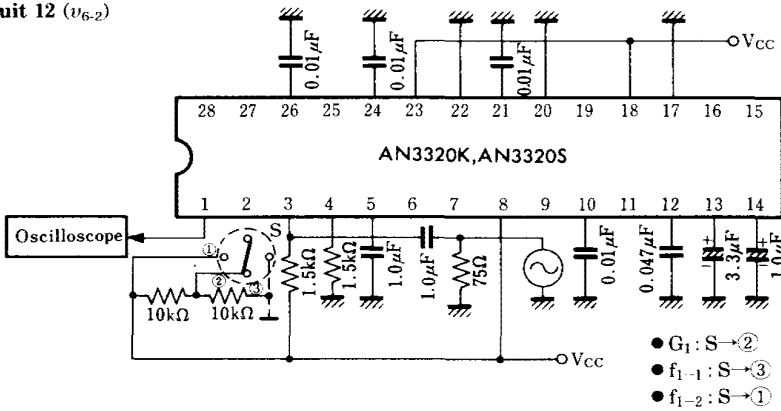 uit 12 (v6-2)
0.01μF
0.01μF
0.01μF
VCC
28 27 26 25 24 23 22 21 20 19 18 17 16 15
AN3320K,AN3320S
1 2 3 4 5 6 7 8 9 10 11 12 13 14
Oscilloscope
S
①
②
③
10kΩ
10kΩ
1.5kΩ
1.5kΩ
1.0μF
1.0μF
75Ω
0.01μF
0.047μF
+
−
3.3μF
+
−
1.0μF
VCC
● G1 : S→②
● f1-1 : S→③
● f1-2 : S→①